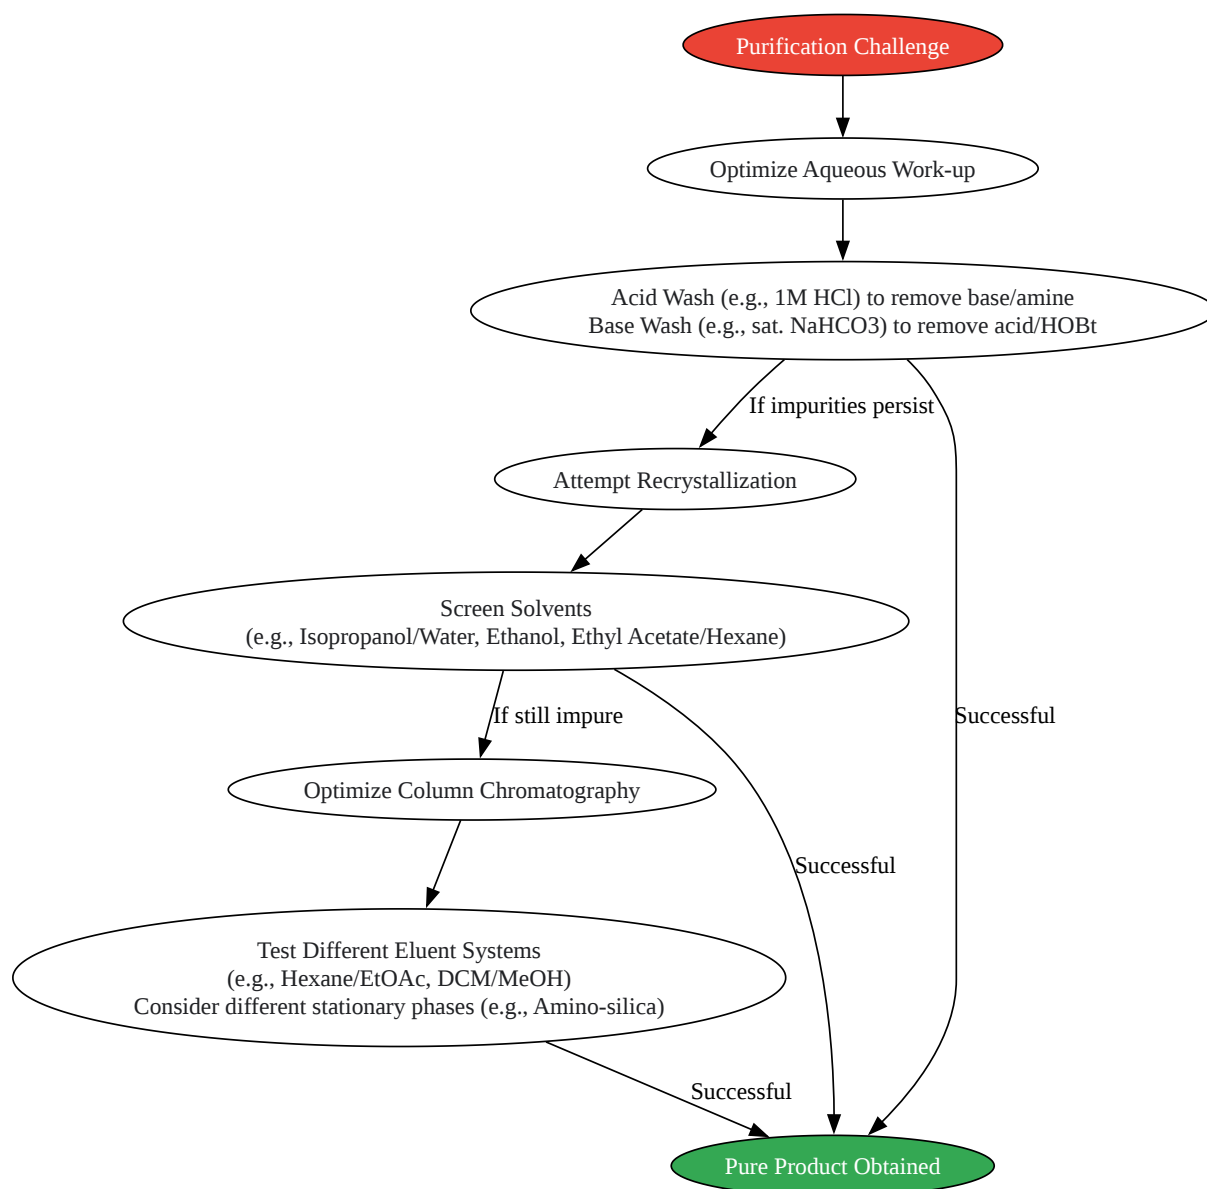 Purification Challenge
Optimize Aqueous Work-up
Acid Wash (e.g., 1M HCl) to remove base/amine
Base Wash (e.g., sat. NaHCO3) to remove acid/HOBt
If impurities persist
Attempt Recrystallization
Screen Solvents
(e.g., Isopropanol/Water, Ethanol, Ethyl Acetate/Hexane)
If still impure
Successful
Optimize Column Chromatography
Successful
Test Different Eluent Systems
(e.g., Hexane/EtOAc, DCM/MeOH)
Consider different stationary phases (e.g., Amino-silica)
Successful
Pure Product Obtained